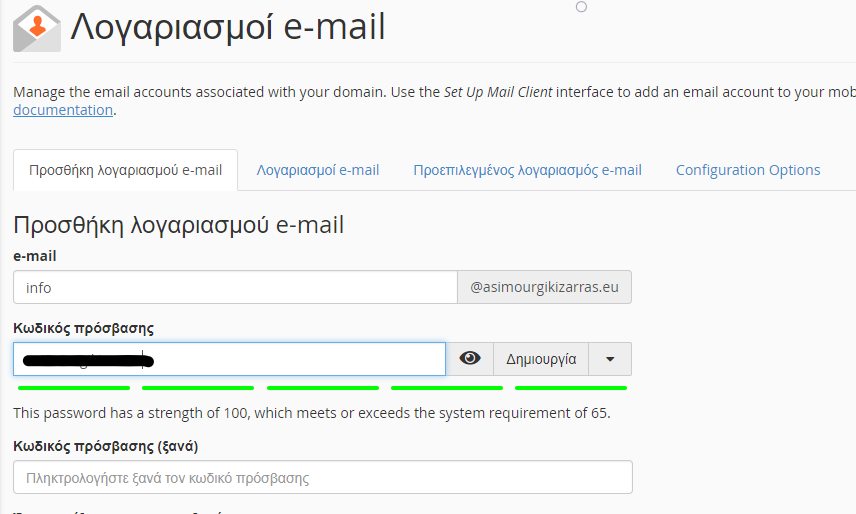 Λογαριασμοί e-mail
Manage the email accounts associated with your domain. Use the Set Up Mail Client interface to add an email account to your mob
documentation.
Προσθήκη λογαριασμού e-mail Λογαριασμοί e-mail Προεπιλεγμένος λογαριασμός e-mail Configuration Options
Προσθήκη λογαριασμού e-mail
e-mail
info @asimourgikizarras.eu
Κωδικός πρόσβασης
Δημιουργία
This password has a strength of 100, which meets or exceeds the system requirement of 65.
Κωδικός πρόσβασης (ξανά)
Πληκτρολογήστε ξανά τον κωδικό πρόσβασης